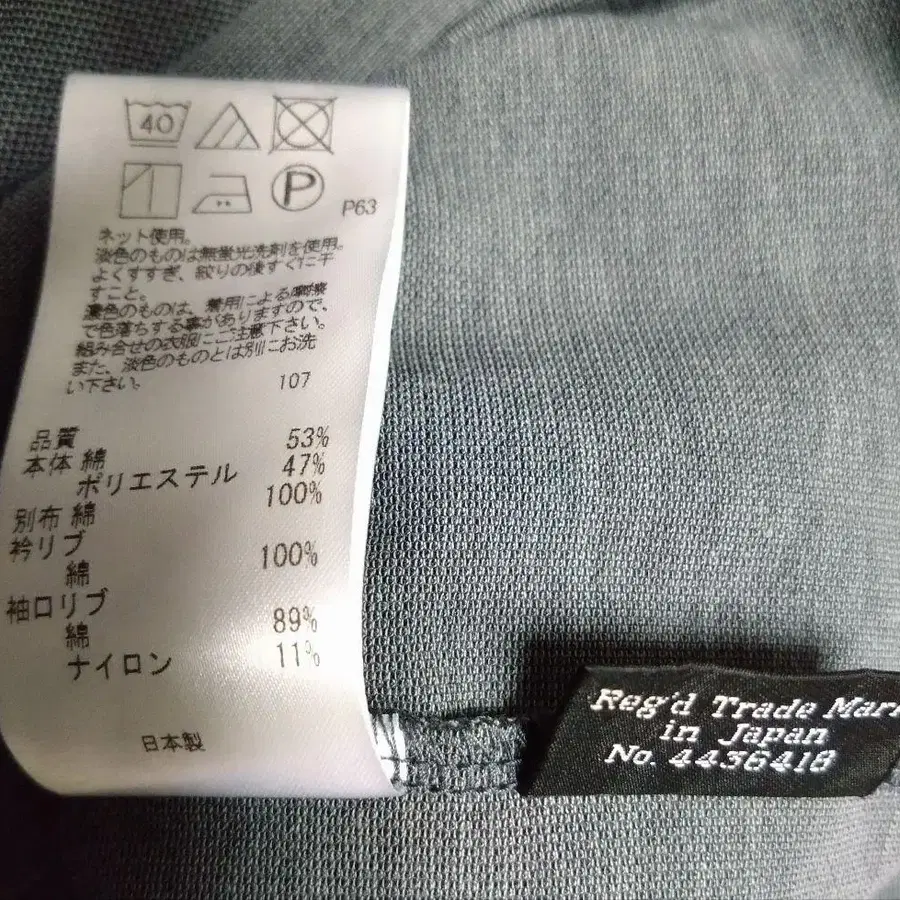 40
P
P63
ネット使用。
淡色のものは無蛍光洗剤を使用。
よくすすぎ、絞りの後すぐに干
すこと。
濃色のものは、着用による摩擦
で色落ちする事がありますので、
組み合せの衣服にご注意下さい。
また、淡色のものとは別にお洗
い下さい。
107
品質
本体 綿 53%
ポリエステル 47%
別布 綿 100%
衿リブ
綿 100%
袖口リブ
綿 89%
ナイロン 11%
日本製
Reg'd Trade Mark
in Japan
No. 4436418